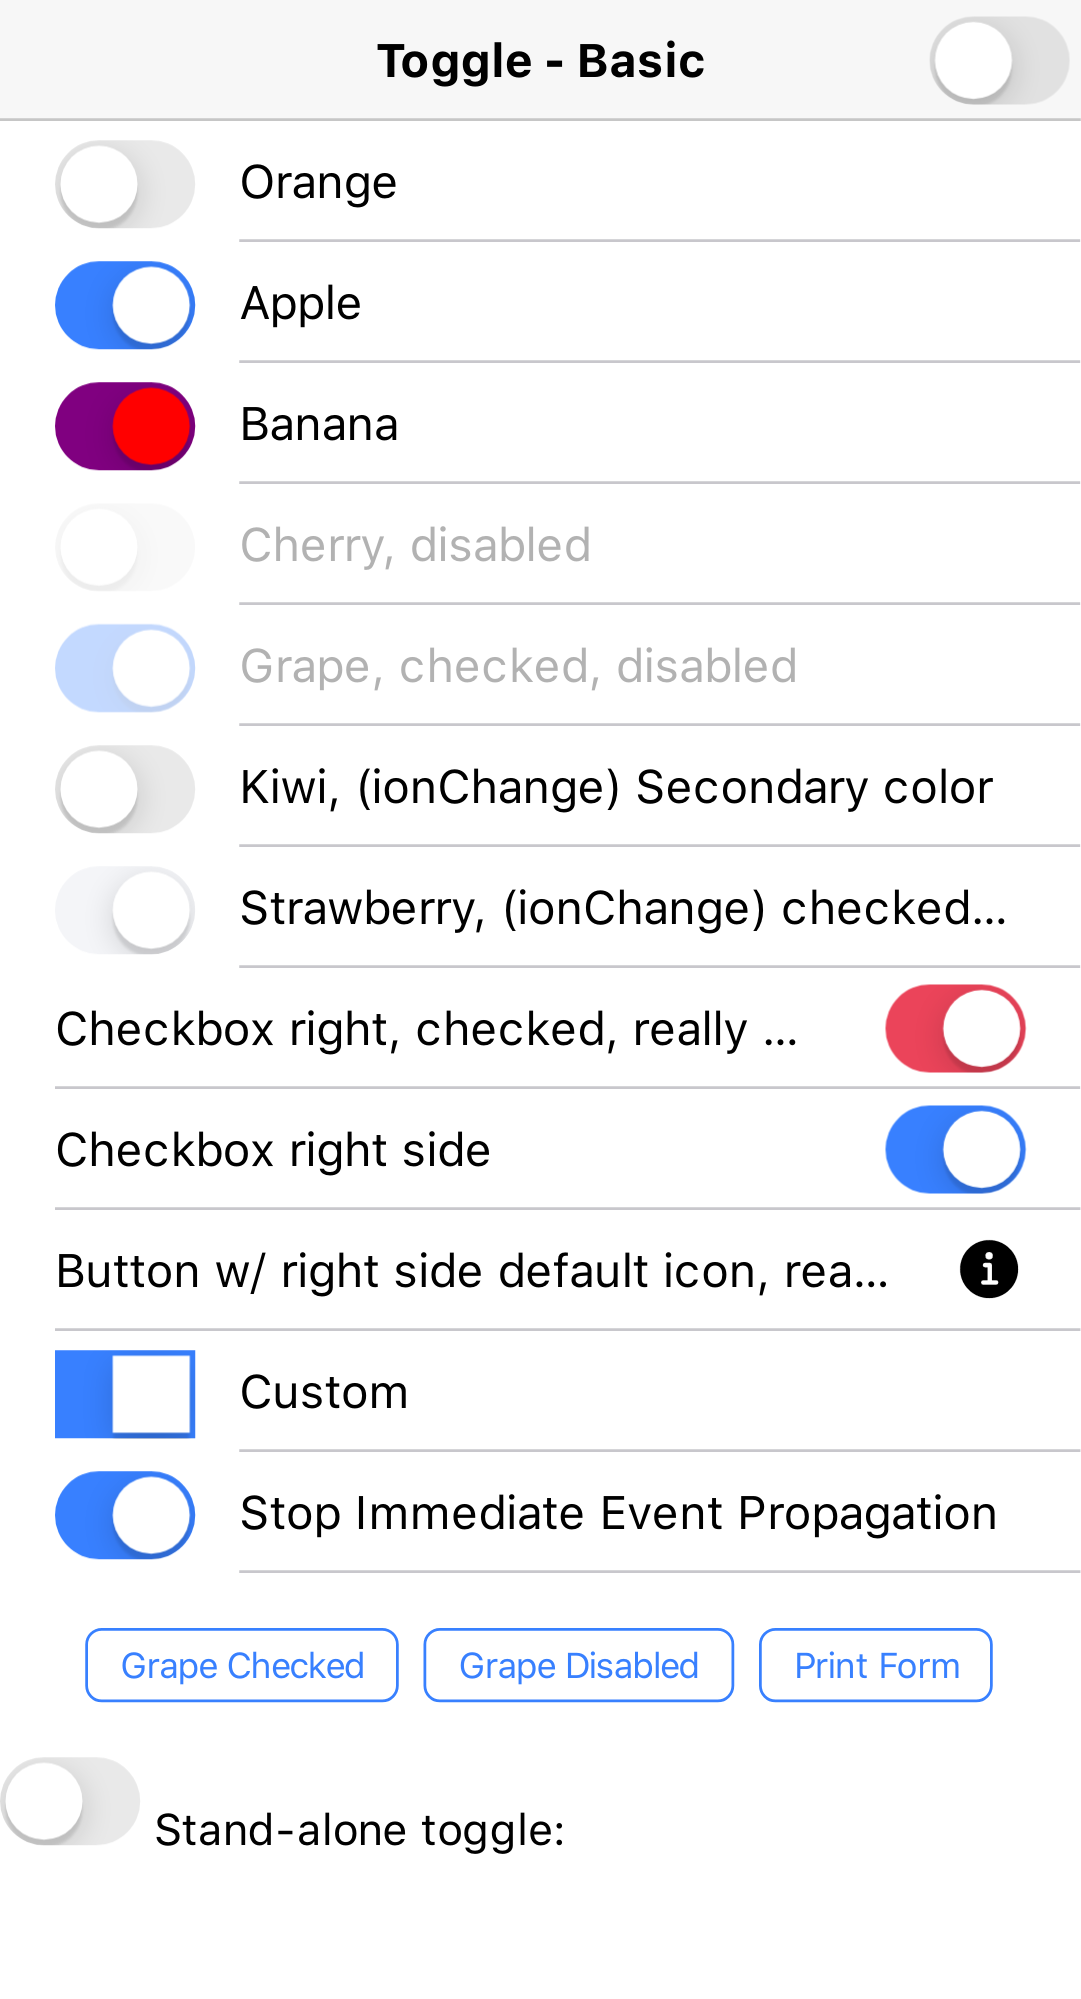 Toggle - Basic
Orange
Apple
Banana
Cherry, disabled
Grape, checked, disabled
Kiwi, (ionChange) Secondary color
Strawberry, (ionChange) checked...
Checkbox right, checked, really ...
Checkbox right side
Button w/ right side default icon, rea...
Custom
Stop Immediate Event Propagation
Grape Checked Grape Disabled Print Form
Stand-alone toggle: